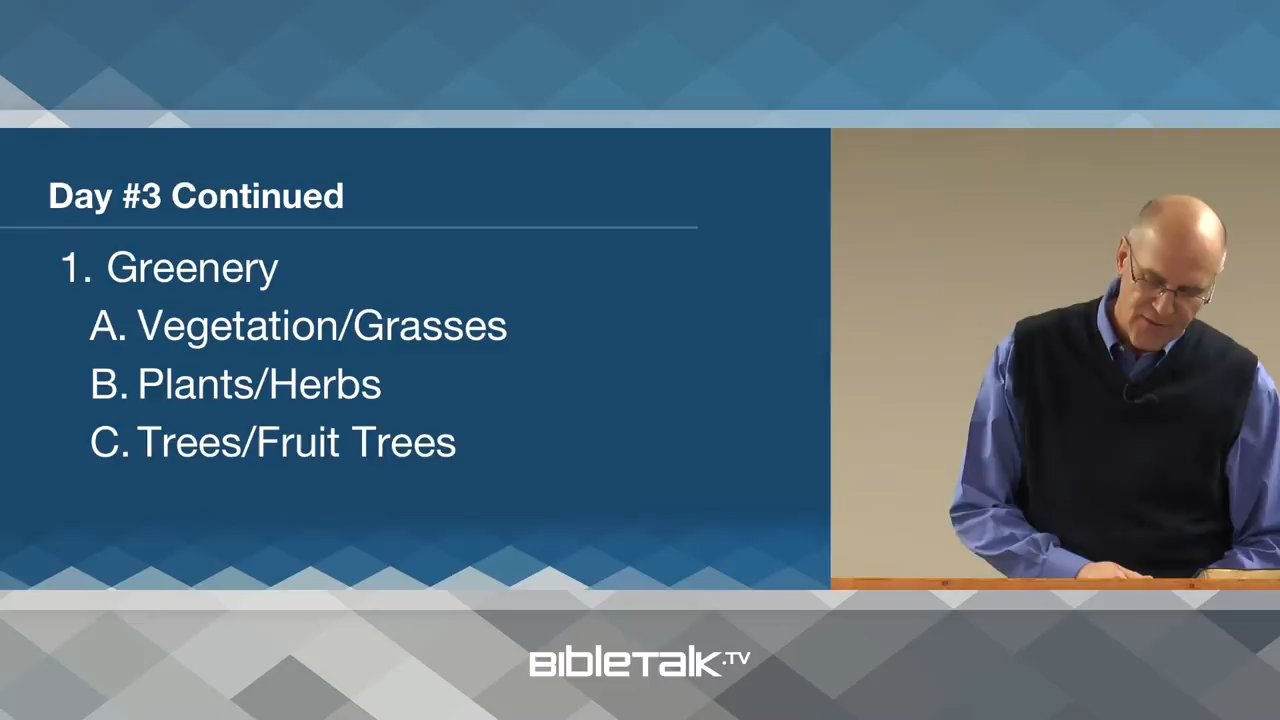 Day #3 Continued
1. Greenery
A. Vegetation/Grasses
B. Plants/Herbs
C. Trees/Fruit Trees
BIBLETALK.TV